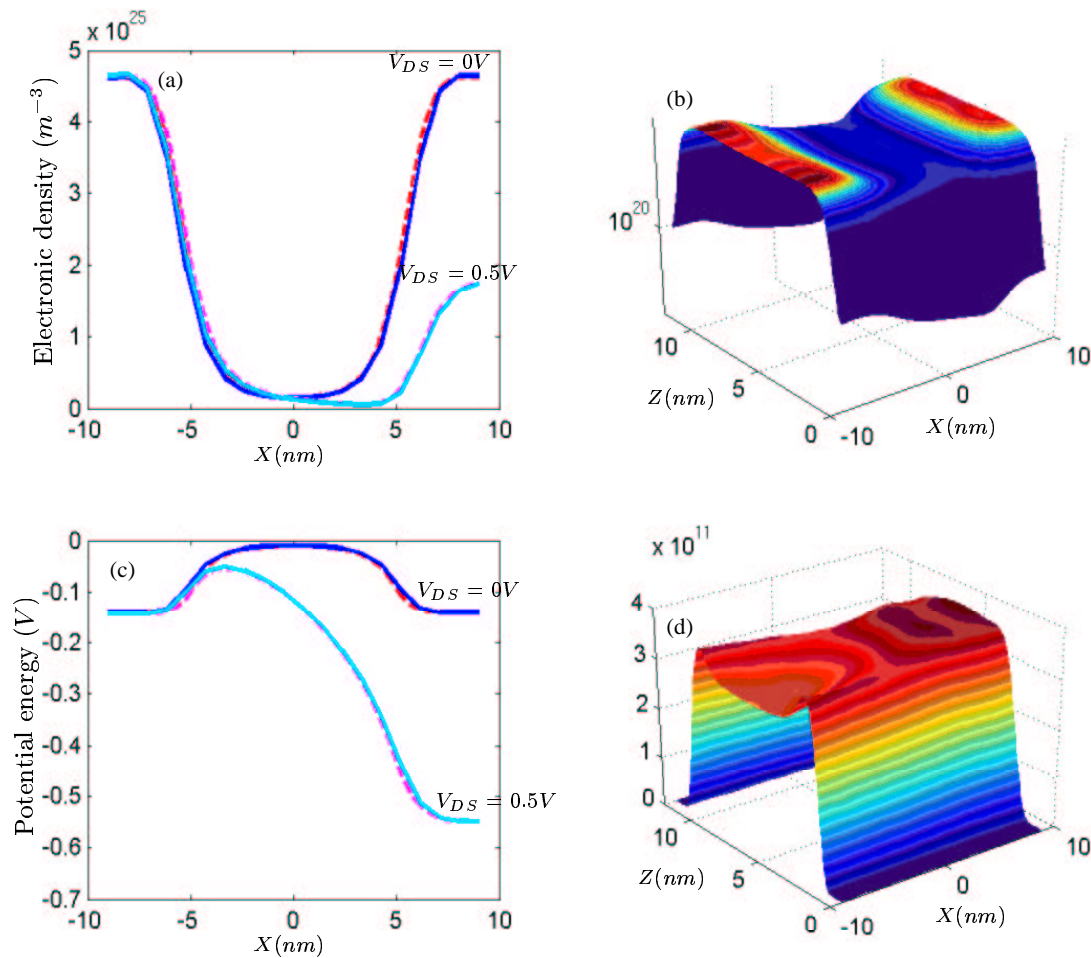 x 10^25
5
4
3
2
1
0
-10
-5
0
5
10
(a)
V_DS = 0V
V_DS = 0.5V
Electronic density (m^-3)
X(nm)
(b)
10^20
10
5
0
-10
0
10
Z(nm)
X(nm)
0
-0.1
-0.2
-0.3
-0.4
-0.5
-0.6
-0.7
-10
-5
0
5
10
(c)
V_DS = 0V
V_DS = 0.5V
Potential energy (V)
X(nm)
x 10^11
4
3
2
1
0
(d)
10
5
0
-10
0
10
Z(nm)
X(nm)